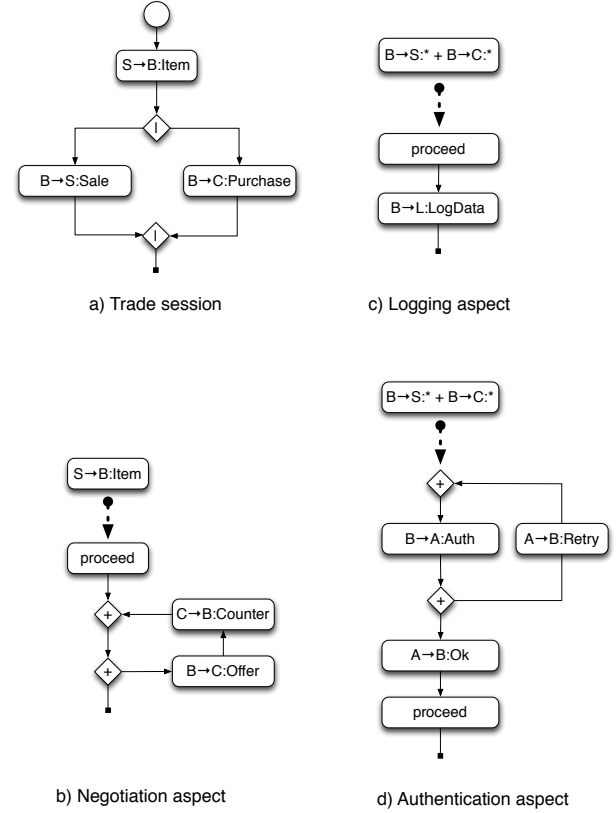 S→B:Item
|
B→S:Sale
B→C:Purchase
|
a) Trade session
B→S:* + B→C:*
proceed
B→L:LogData
c) Logging aspect
S→B:Item
proceed
+
C→B:Counter
+
B→C:Offer
b) Negotiation aspect
B→S:* + B→C:*
+
B→A:Auth
A→B:Retry
+
A→B:Ok
proceed
d) Authentication aspect